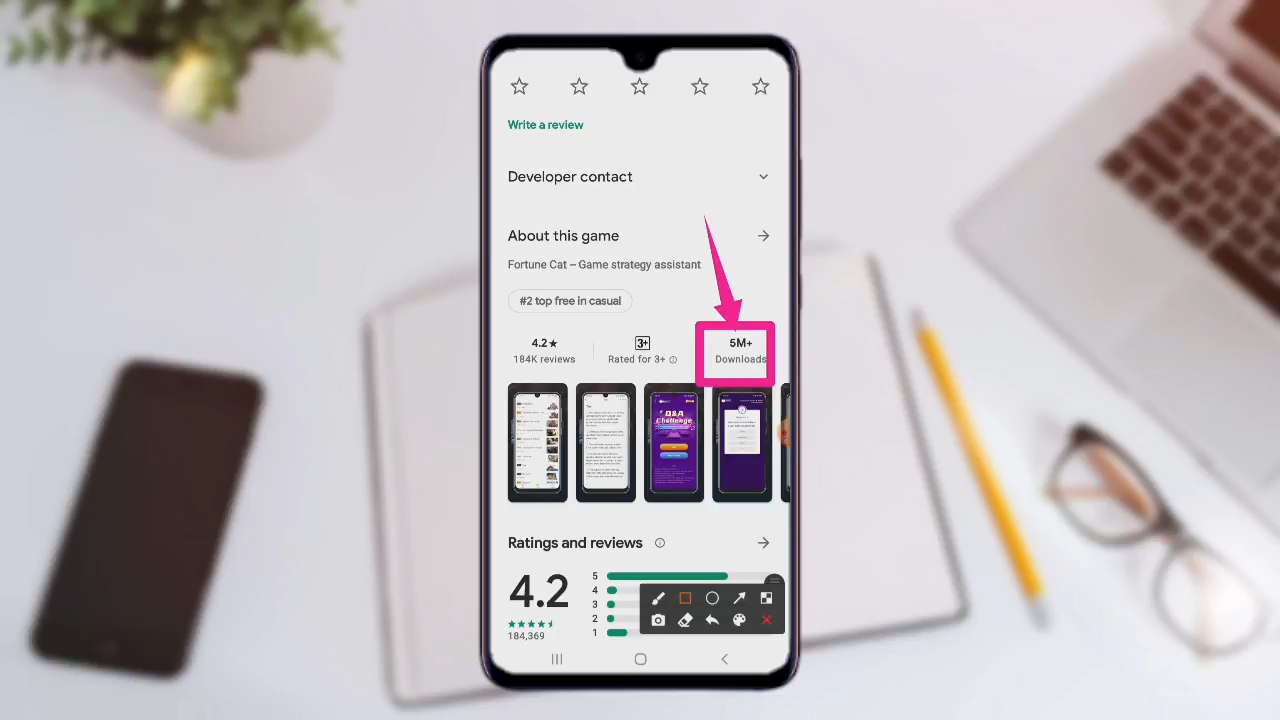 Write a review
Developer contact
About this game
Fortune Cat – Game strategy assistant
#2 top free in casual
4.2★
184K reviews
3+
Rated for 3+
5M+
Downloads
Q&A
Challenge
Ratings and reviews
4.2
184,369
5
4
3
2
1